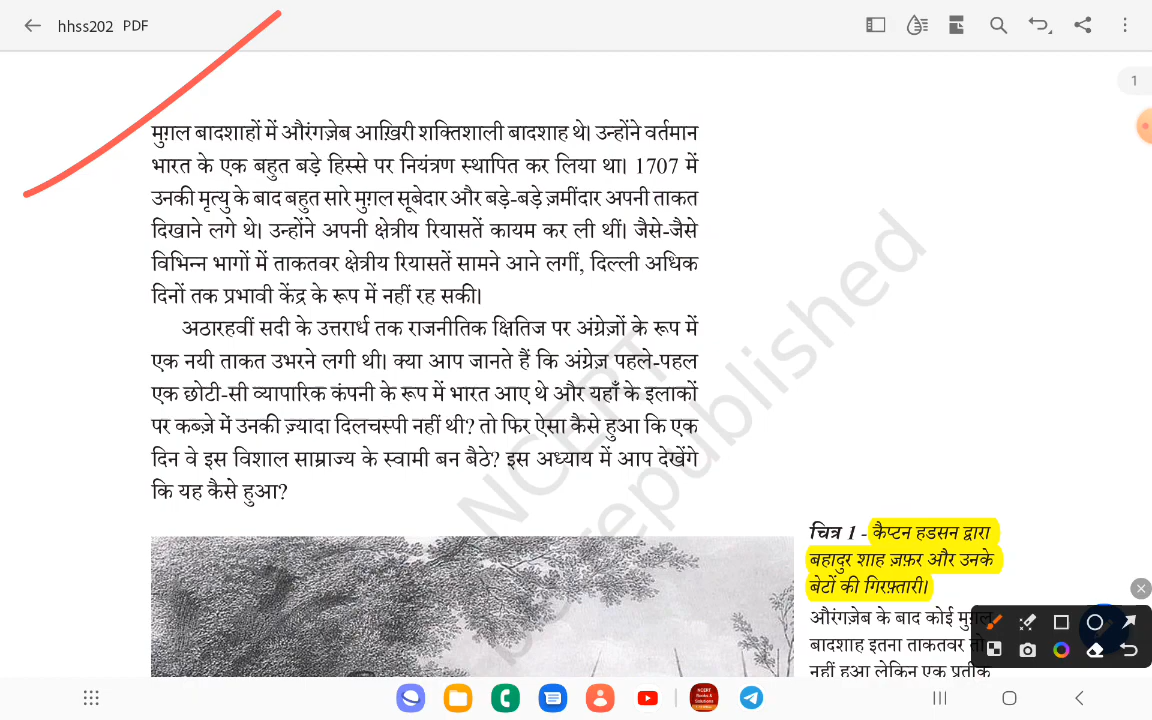 hhss202 PDF
1
मुग़ल बादशाहों में औरंगज़ेब आख़िरी शक्तिशाली बादशाह थे। उन्होंने वर्तमान
भारत के एक बहुत बड़े हिस्से पर नियंत्रण स्थापित कर लिया था। 1707 में
उनकी मृत्यु के बाद बहुत सारे मुग़ल सूबेदार और बड़े-बड़े ज़मींदार अपनी ताकत
दिखाने लगे थे। उन्होंने अपनी क्षेत्रीय रियासतें कायम कर ली थीं। जैसे-जैसे
विभिन्न भागों में ताकतवर क्षेत्रीय रियासतें सामने आने लगीं, दिल्ली अधिक
दिनों तक प्रभावी केंद्र के रूप में नहीं रह सकी।
अठारहवीं सदी के उत्तरार्ध तक राजनीतिक क्षितिज पर अंग्रेज़ों के रूप में
एक नयी ताकत उभरने लगी थी। क्या आप जानते हैं कि अंग्रेज़ पहले-पहल
एक छोटी-सी व्यापारिक कंपनी के रूप में भारत आए थे और यहाँ के इलाकों
पर कब्ज़े में उनकी ज़्यादा दिलचस्पी नहीं थी? तो फिर ऐसा कैसे हुआ कि एक
दिन वे इस विशाल साम्राज्य के स्वामी बन बैठे? इस अध्याय में आप देखेंगे
कि यह कैसे हुआ?
चित्र 1 - कैप्टन हडसन द्वारा
बहादुर शाह ज़फ़र और उनके
बेटों की गिरफ़्तारी।
औरंगज़ेब के बाद कोई मुग़ल
बादशाह इतना ताकतवर तो
नहीं हुआ लेकिन एक प्रतीक
NCERT
republished